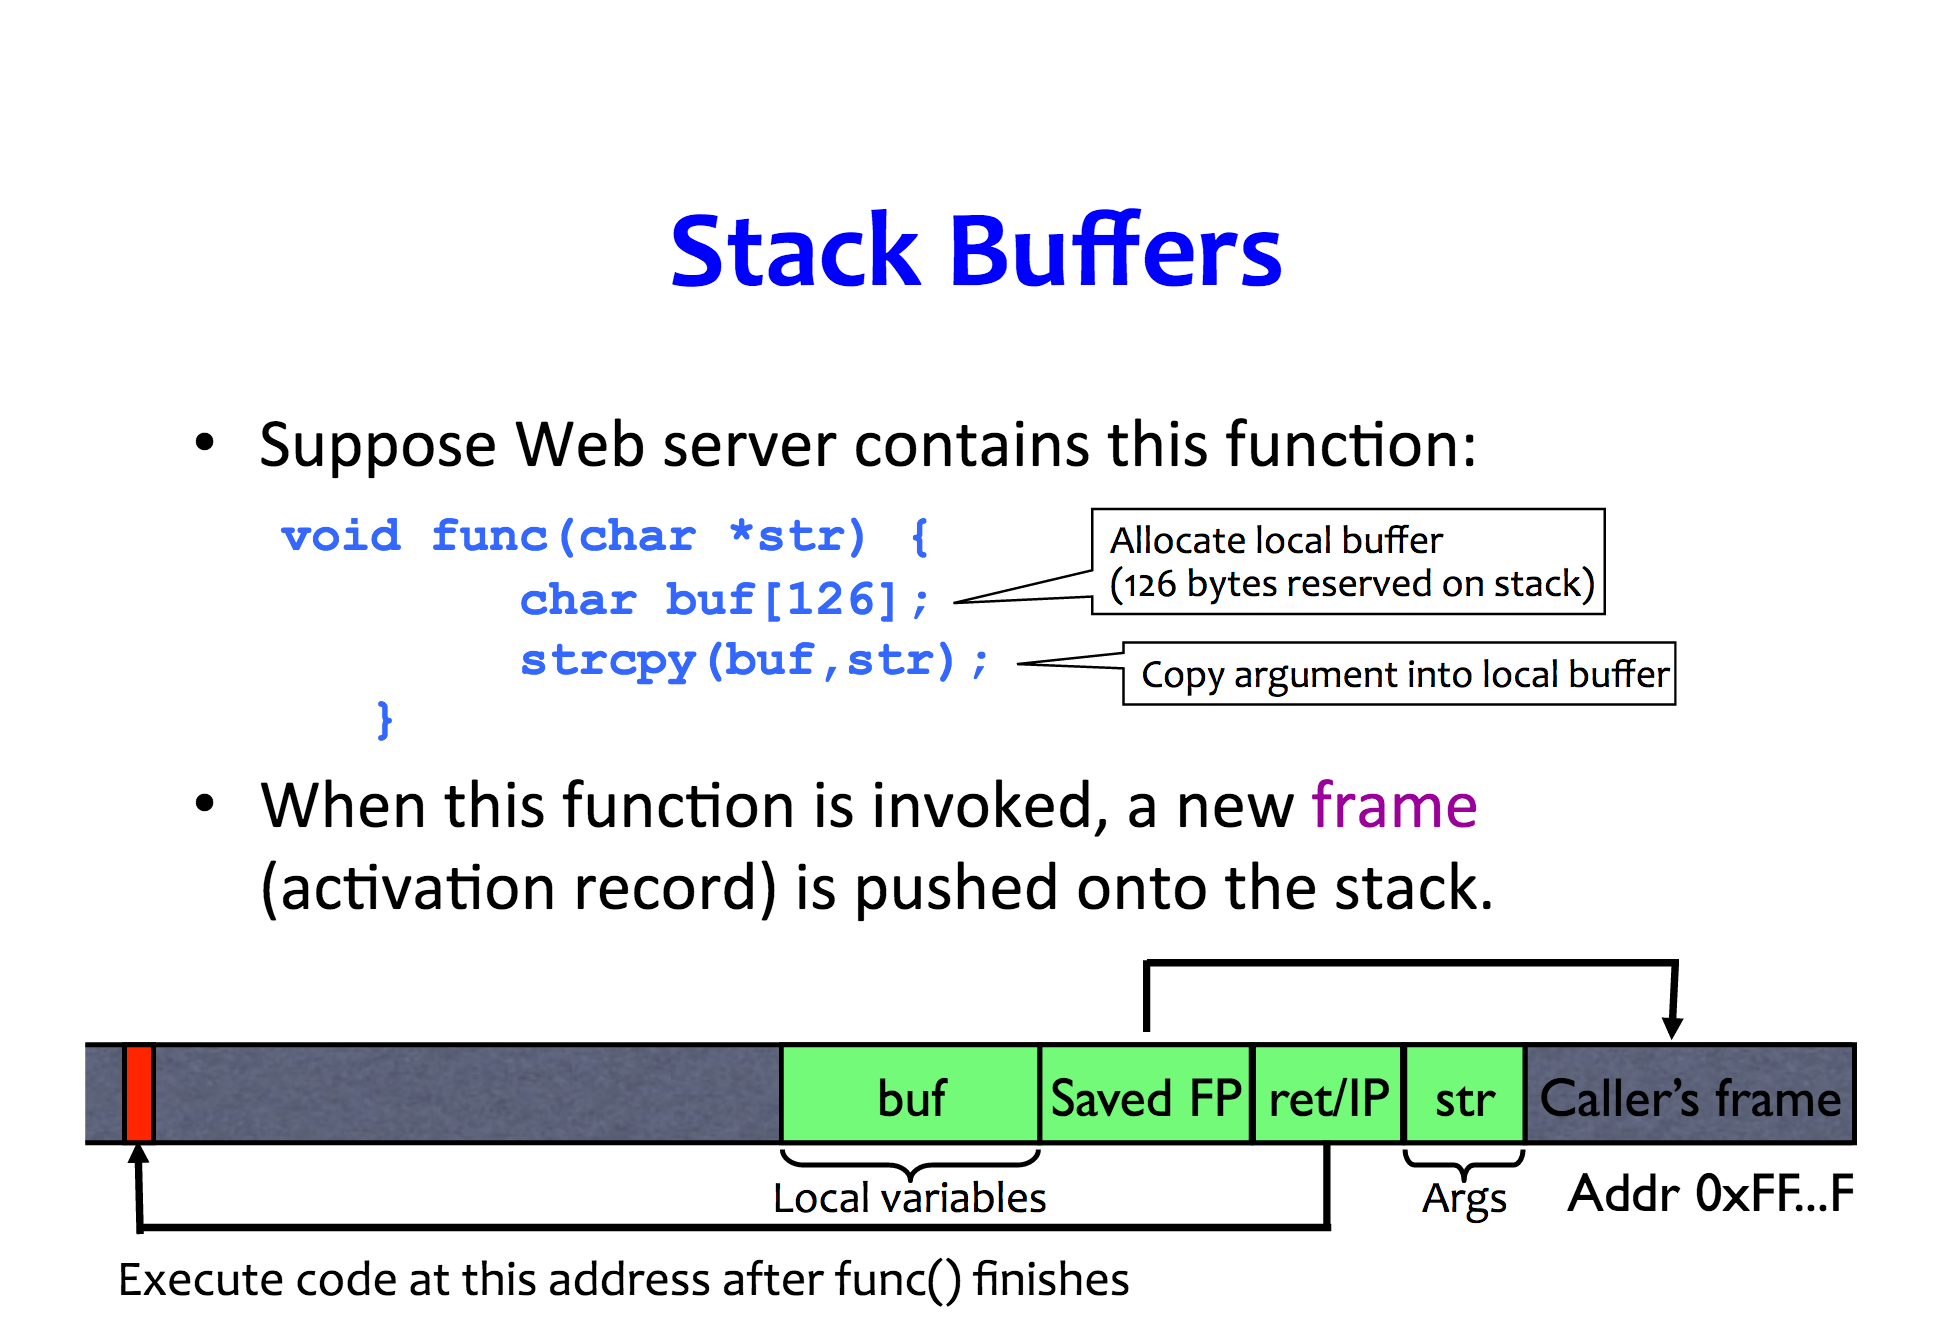 Stack Buffers
• Suppose Web server contains this function:
void func(char *str) {
Allocate local buffer
(126 bytes reserved on stack)
char buf[126];
strcpy(buf,str);
Copy argument into local buffer
}
• When this function is invoked, a new frame
(activation record) is pushed onto the stack.
buf Saved FP ret/IP str Caller's frame
Local variables Args Addr 0xFF...F
Execute code at this address after func() finishes